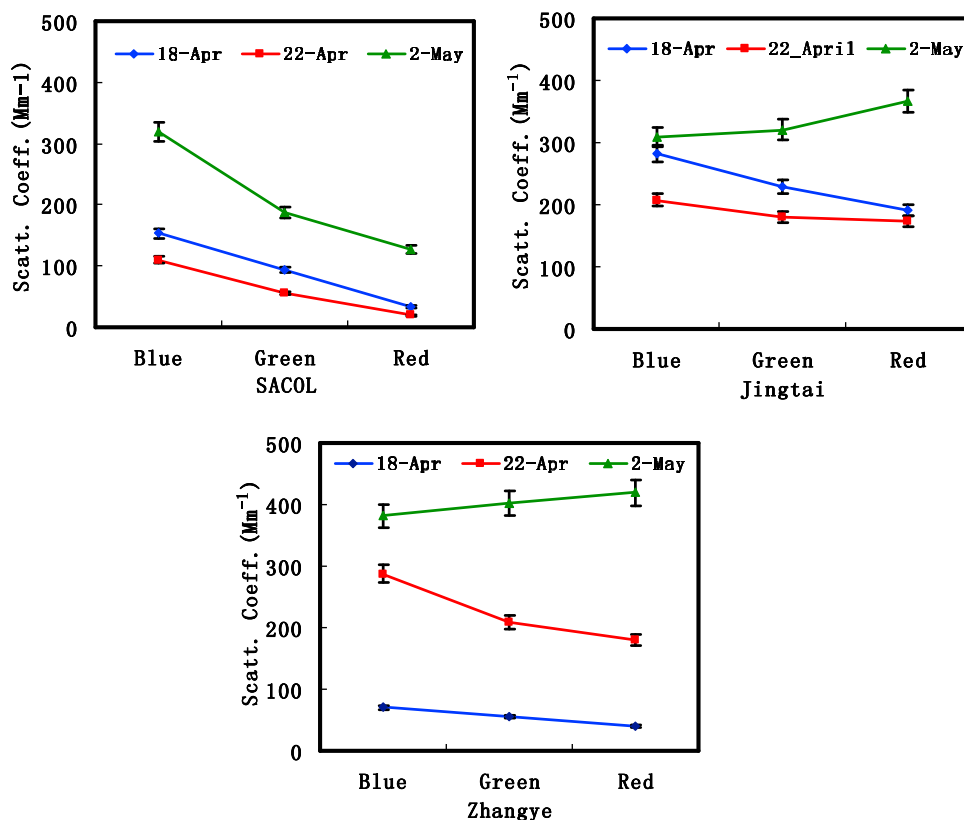 Scatt. Coeff.(Mm-1)
500
400
300
200
100
0
18-Apr 22-Apr 2-May
Blue Green Red
SACOL
Scatt. Coeff.(Mm⁻¹)
500
400
300
200
100
0
18-Apr 22_April 2-May
Blue Green Red
Jingtai
Scatt. Coeff.(Mm⁻¹)
500
400
300
200
100
0
18-Apr 22-Apr 2-May
Blue Green Red
Zhangye